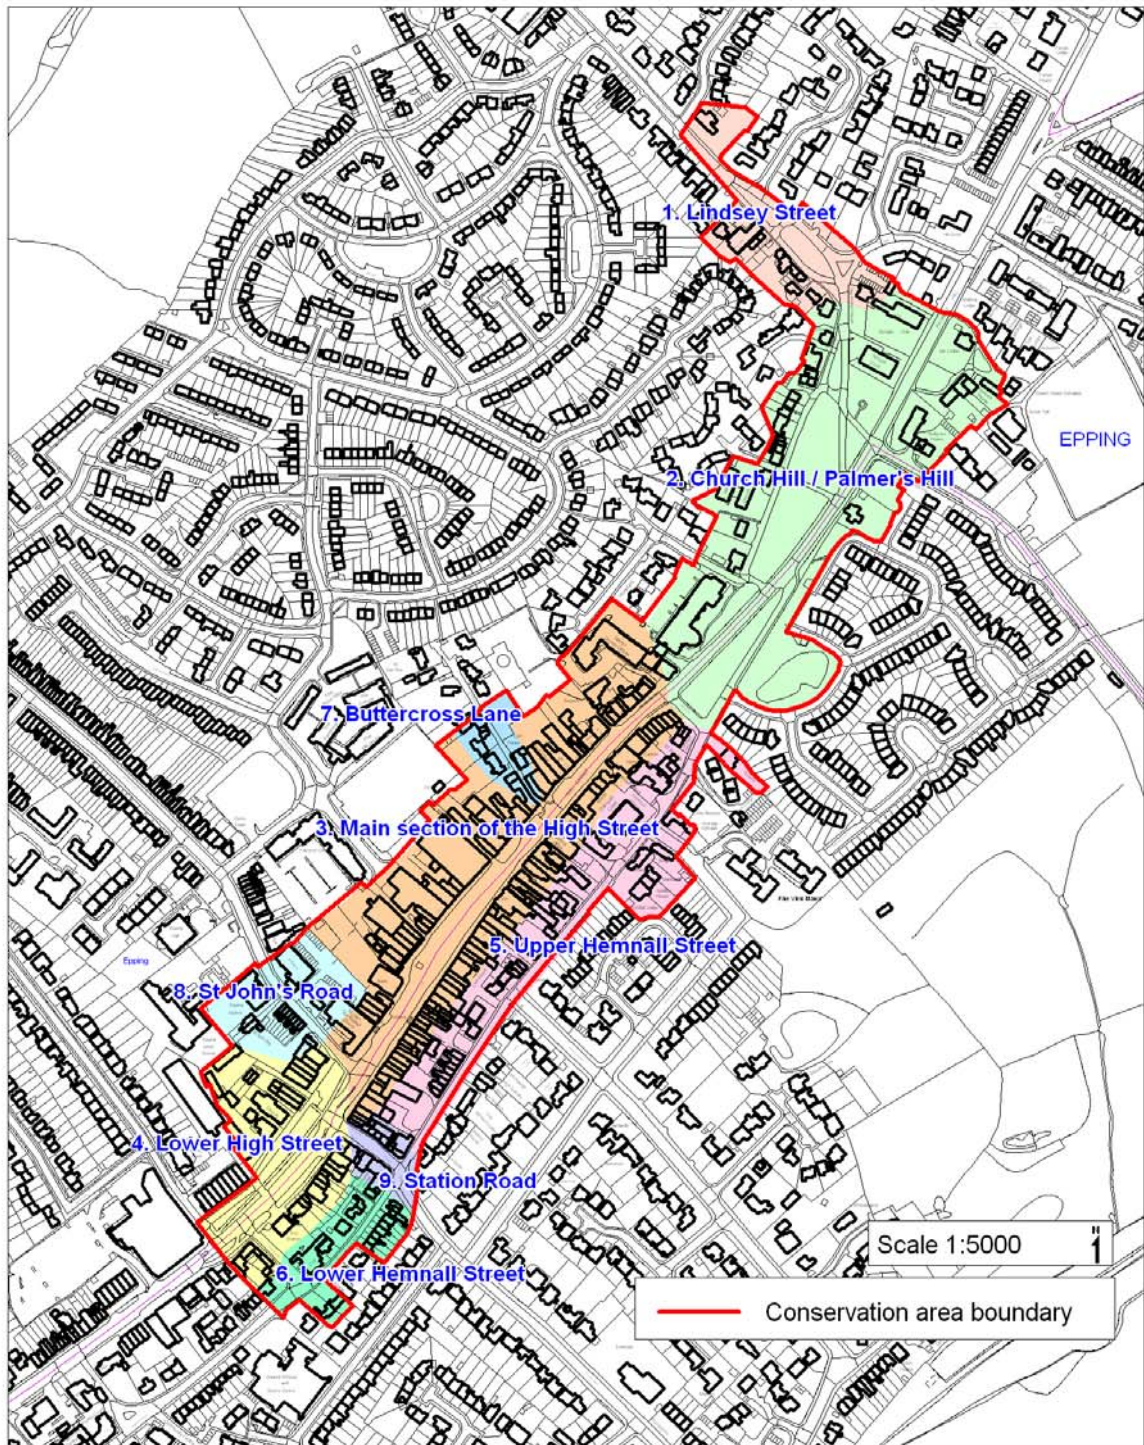 1. Lindsey Street
EPPING
2. Church Hill / Palmer's Hill
7. Buttercross Lane
3. Main section of the High Street
5. Upper Hemnall Street
Epping
8. St John's Road
4. Lower High Street
9. Station Road
N
Scale 1:5000
6. Lower Hemnall Street
Conservation area boundary